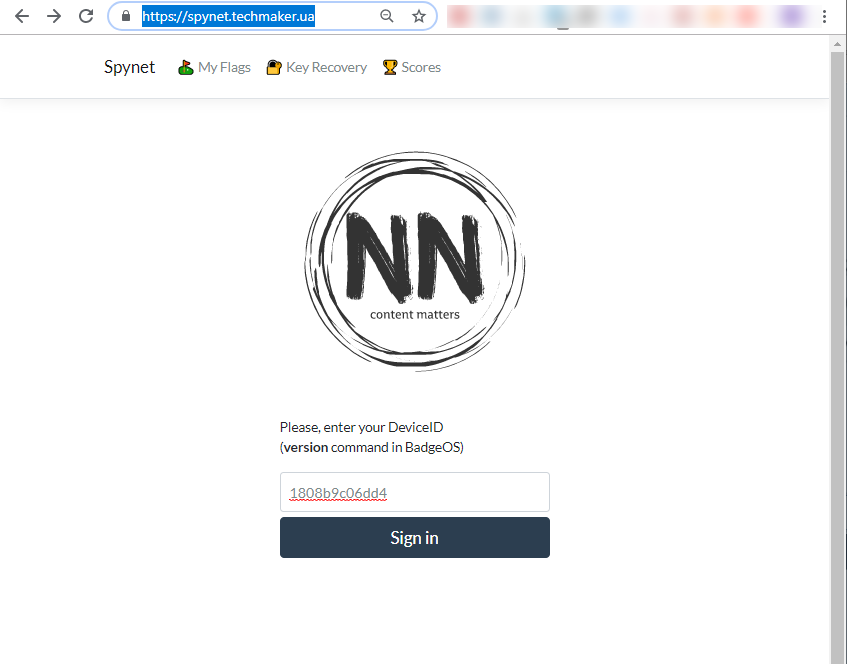 https://spynet.techmaker.ua
Spynet My Flags Key Recovery Scores
NN
content matters
Please, enter your DeviceID
(version command in BadgeOS)
1808b9c06dd4
Sign in